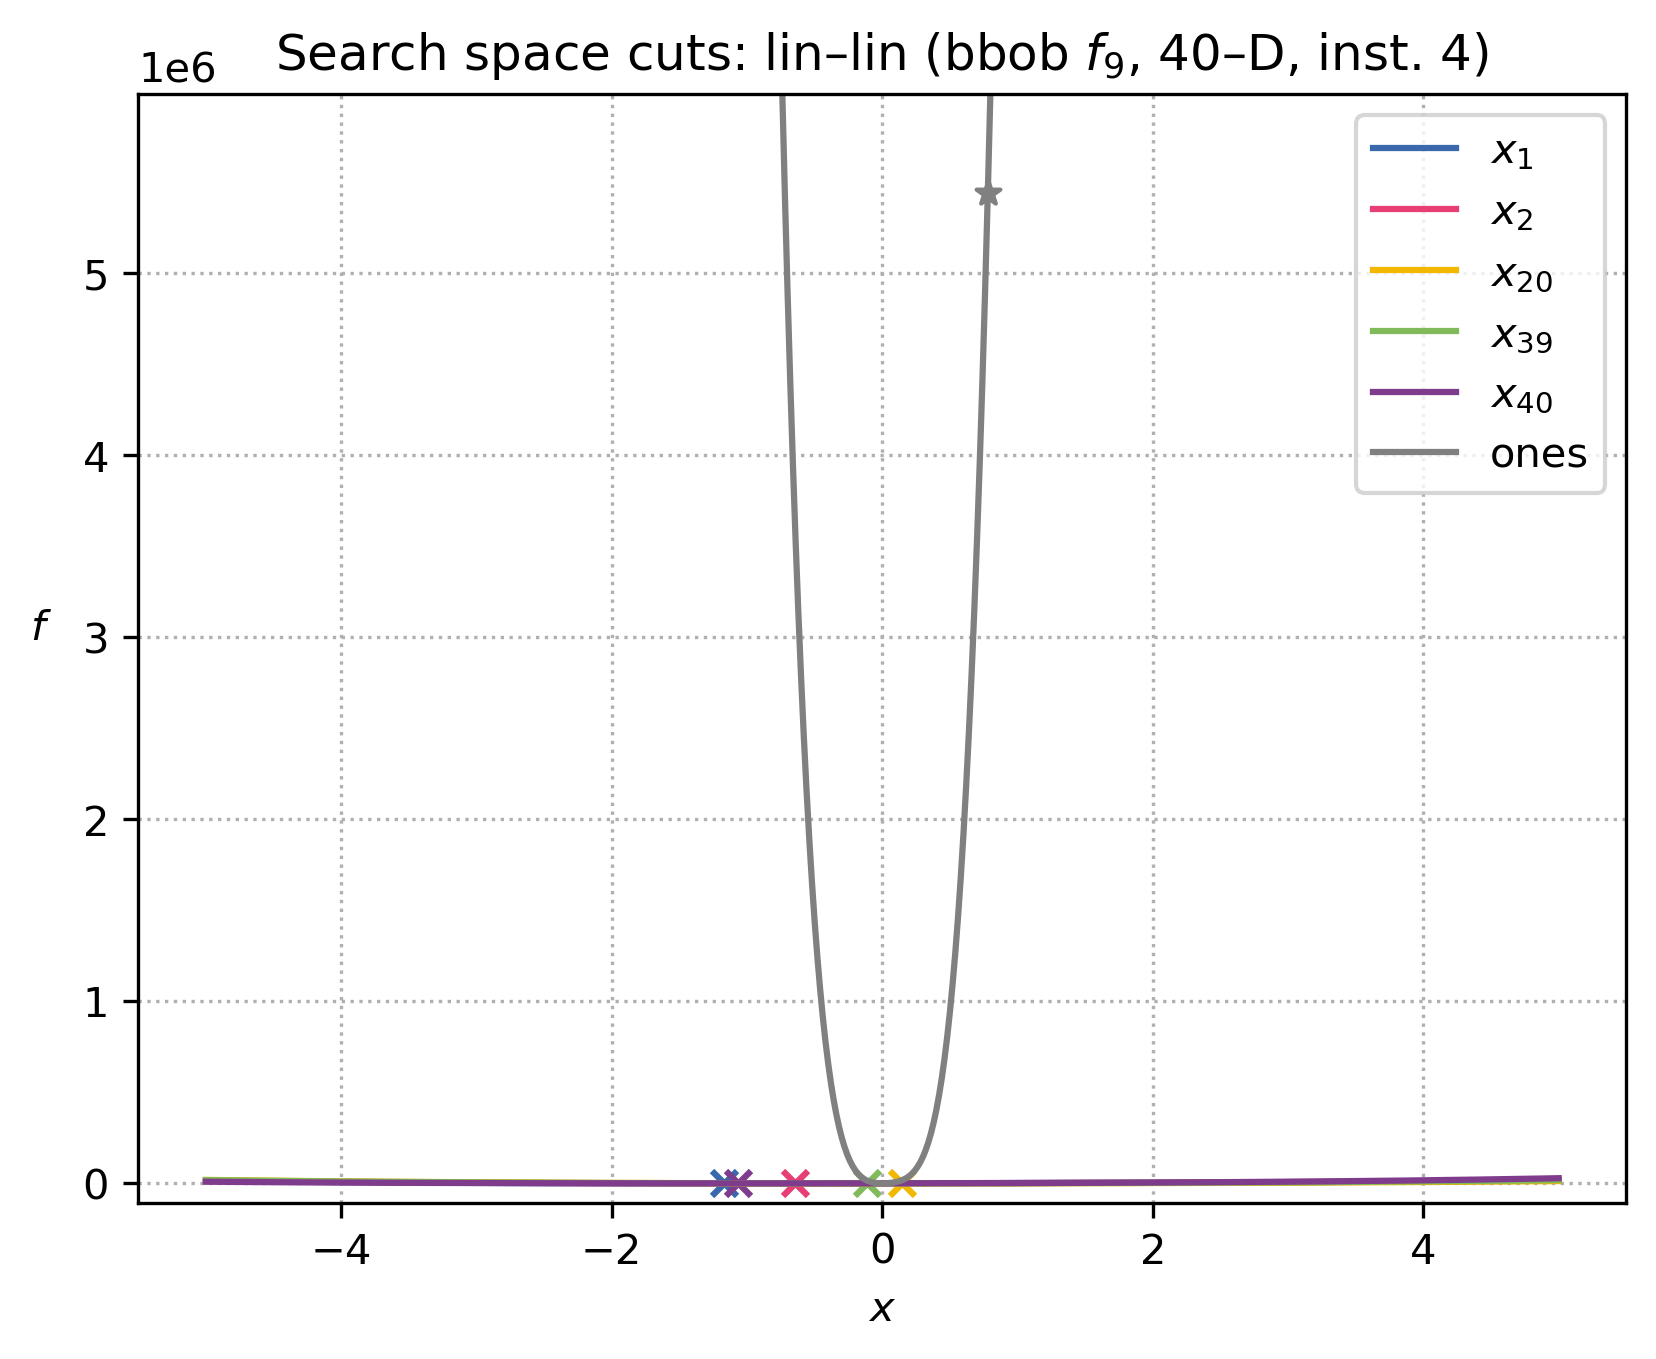 Search space cuts: lin–lin (bbob f₉, 40–D, inst. 4)
1e6
x₁
x₂
x₂₀
x₃₉
x₄₀
ones
5
4
3
2
1
0
f
−4 −2 0 2 4
x